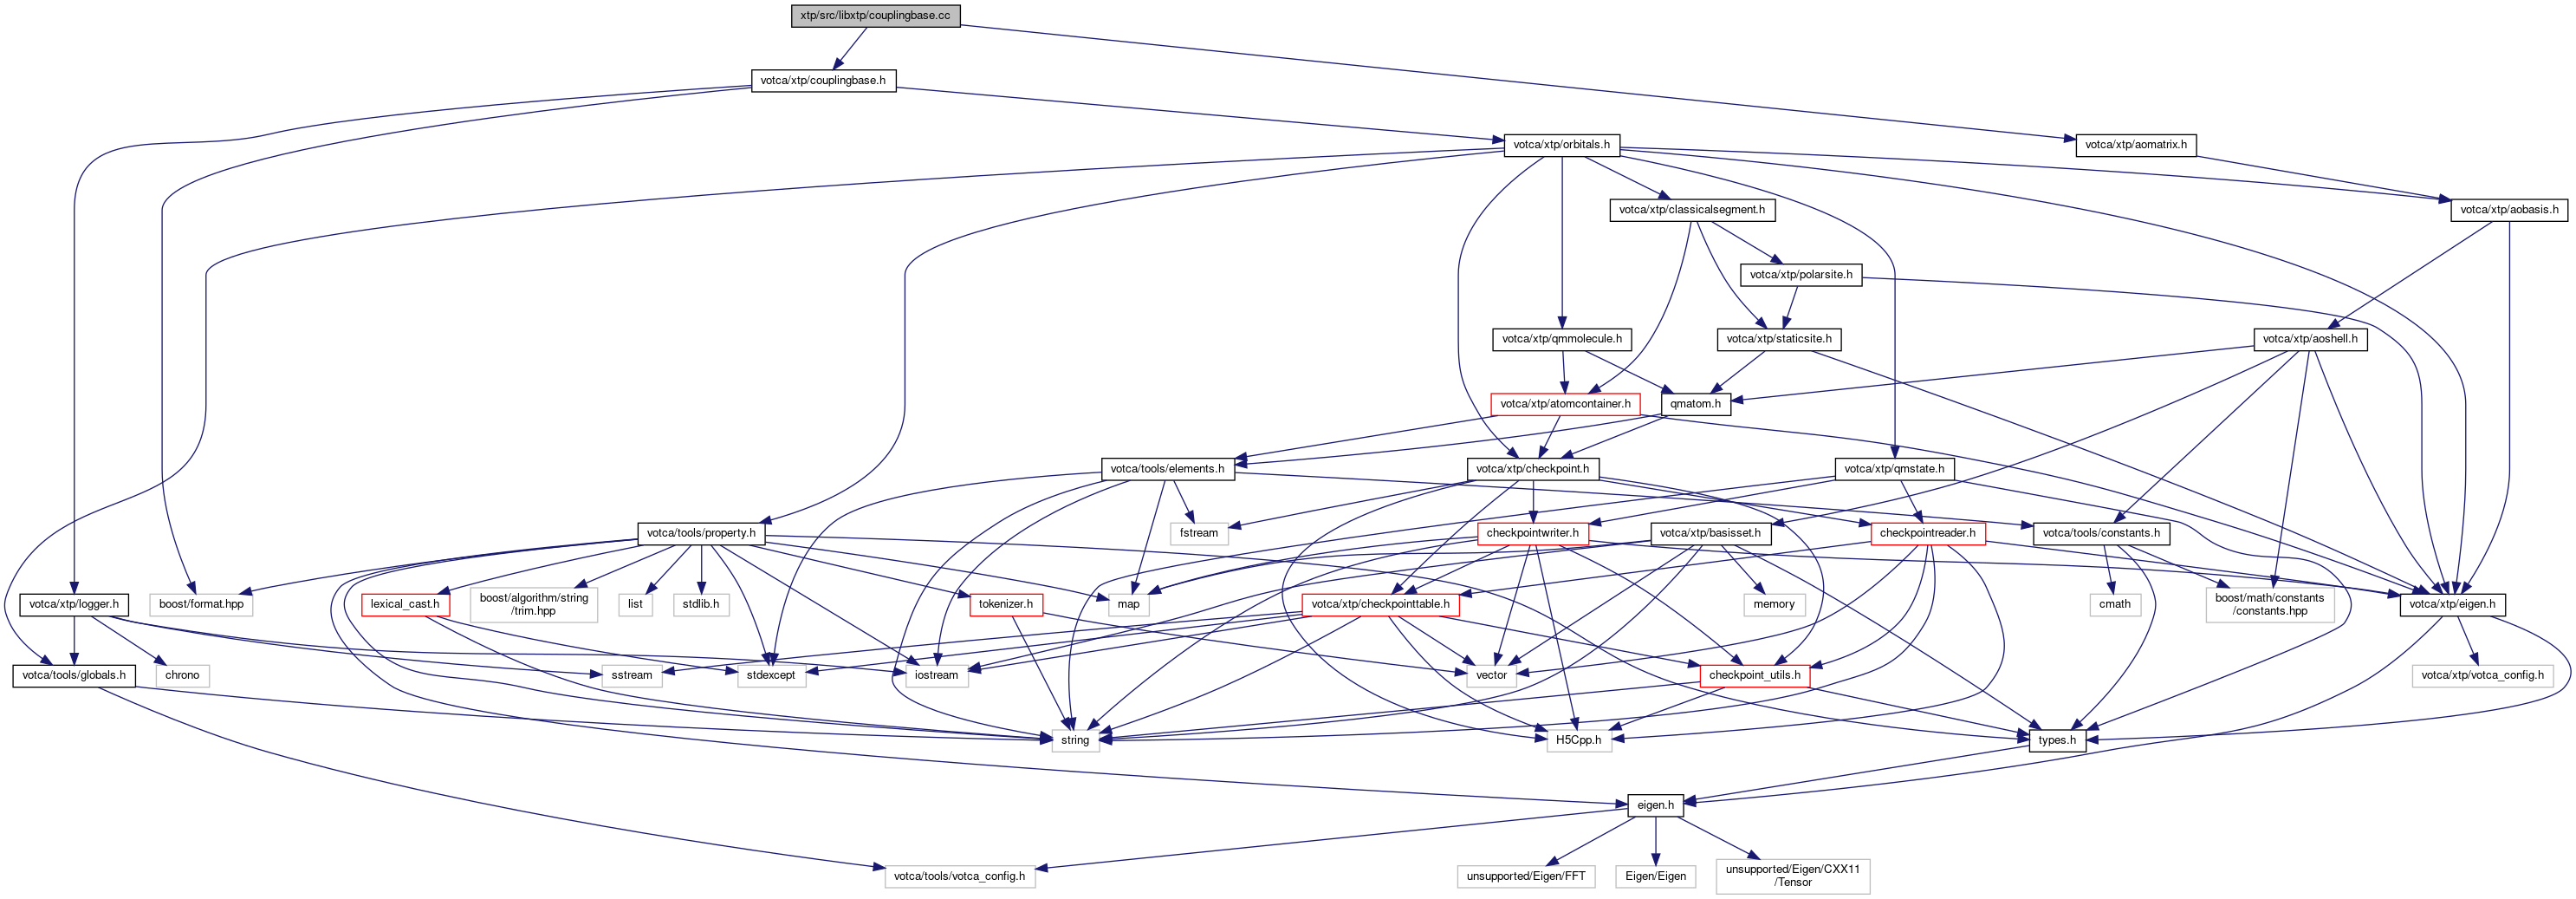 xtp/src/libxtp/couplingbase.cc
votca/xtp/couplingbase.h
votca/xtp/orbitals.h
votca/xtp/aomatrix.h
votca/xtp/classicalsegment.h
votca/xtp/aobasis.h
votca/xtp/polarsite.h
votca/xtp/qmmolecule.h
votca/xtp/staticsite.h
votca/xtp/aoshell.h
votca/xtp/atomcontainer.h
qmatom.h
votca/tools/elements.h
votca/xtp/checkpoint.h
votca/xtp/qmstate.h
votca/tools/property.h
fstream
checkpointwriter.h
votca/xtp/basisset.h
checkpointreader.h
votca/tools/constants.h
votca/xtp/logger.h
boost/format.hpp
lexical_cast.h
boost/algorithm/string
/trim.hpp
list
stdlib.h
tokenizer.h
map
votca/xtp/checkpointtable.h
memory
cmath
boost/math/constants
/constants.hpp
votca/xtp/eigen.h
votca/tools/globals.h
chrono
sstream
stdexcept
iostream
vector
checkpoint_utils.h
votca/xtp/votca_config.h
string
H5Cpp.h
types.h
eigen.h
votca/tools/votca_config.h
unsupported/Eigen/FFT
Eigen/Eigen
unsupported/Eigen/CXX11
/Tensor